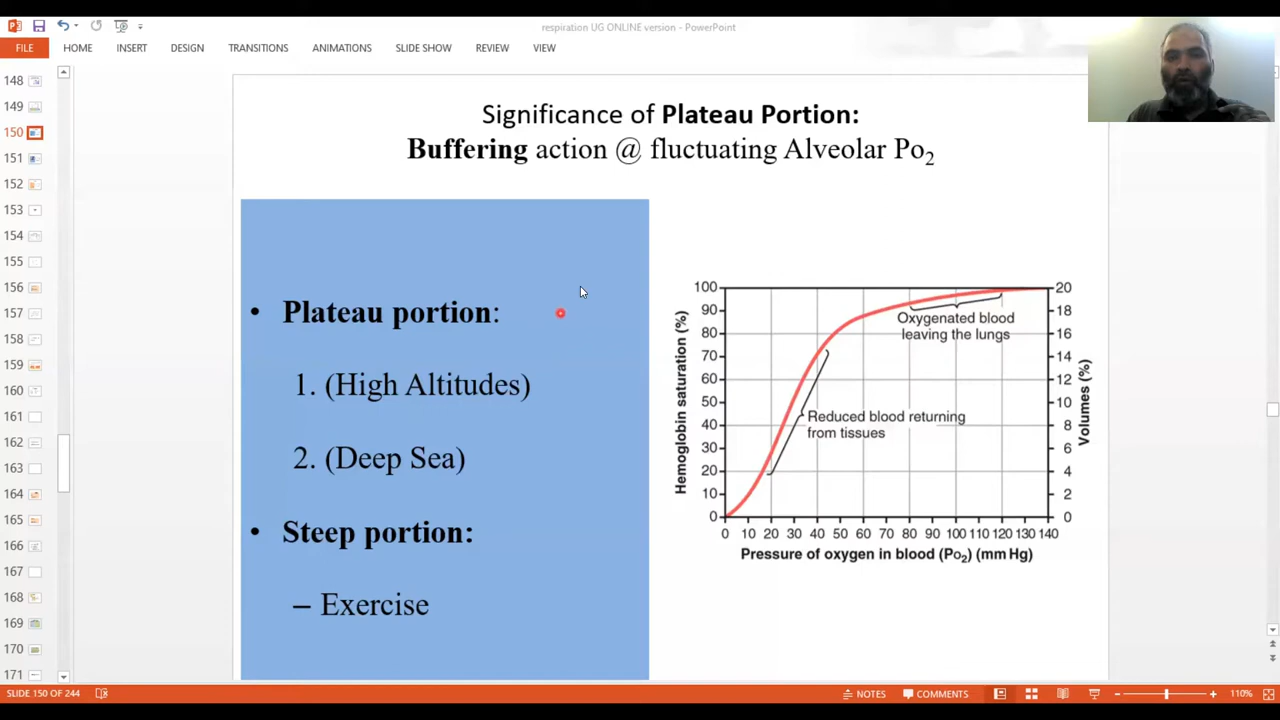 respiration UG ONLINE version - PowerPoint
FILE HOME INSERT DESIGN TRANSITIONS ANIMATIONS SLIDE SHOW REVIEW VIEW
148
149
150
151
152
153
154
155
156
157
158
159
160
161
162
163
164
165
166
167
168
169
170
171
Significance of Plateau Portion:
Buffering action @ fluctuating Alveolar Po2
• Plateau portion:
1. (High Altitudes)
2. (Deep Sea)
• Steep portion:
– Exercise
Hemoglobin saturation (%)
100
90
80
70
60
50
40
30
20
10
0
Oxygenated blood
leaving the lungs
Reduced blood returning
from tissues
20
18
16
14
12
10
8
6
4
2
0
Volumes (%)
0 10 20 30 40 50 60 70 80 90 100 110 120 130 140
Pressure of oxygen in blood (Po2) (mm Hg)
SLIDE 150 OF 244 NOTES COMMENTS 110%